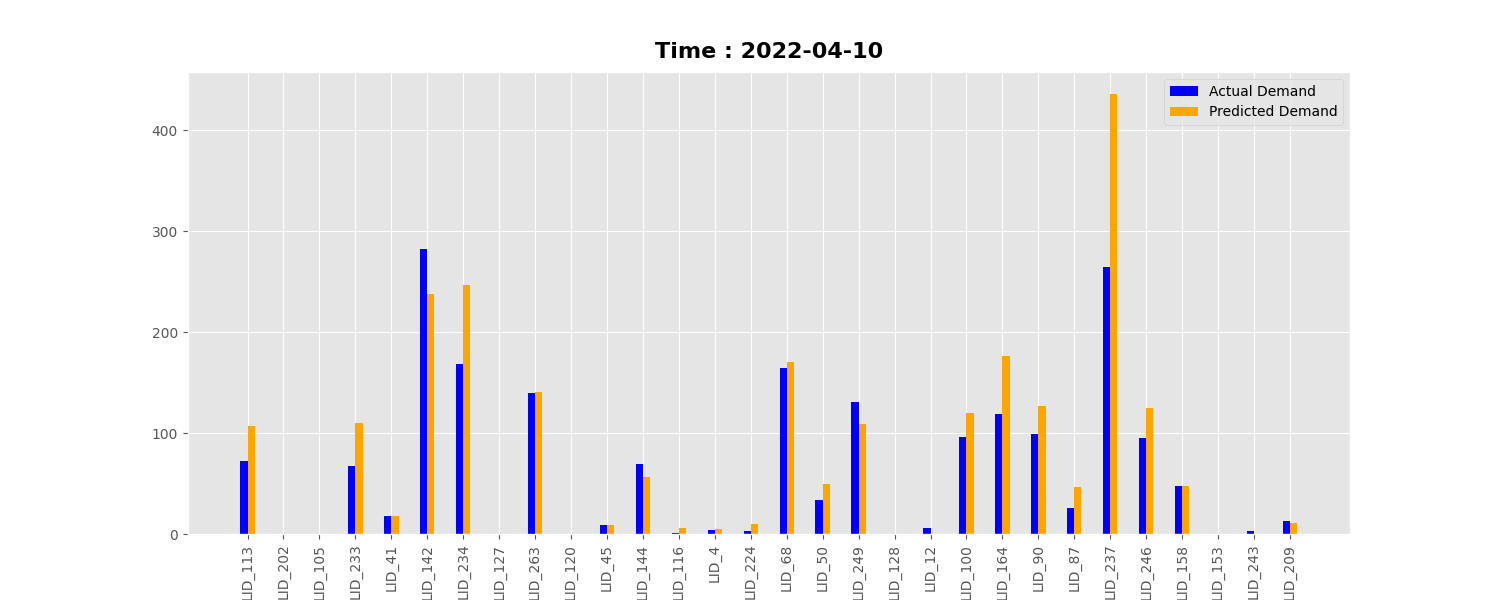 Time : 2022-04-10
Actual Demand
Predicted Demand
400
300
200
100
0
LID_113
LID_202
LID_105
LID_233
LID_41
LID_142
LID_234
LID_127
LID_263
LID_120
LID_45
LID_144
LID_116
LID_4
LID_224
LID_68
LID_50
LID_249
LID_128
LID_12
LID_100
LID_164
LID_90
LID_87
LID_237
LID_246
LID_158
LID_153
LID_243
LID_209